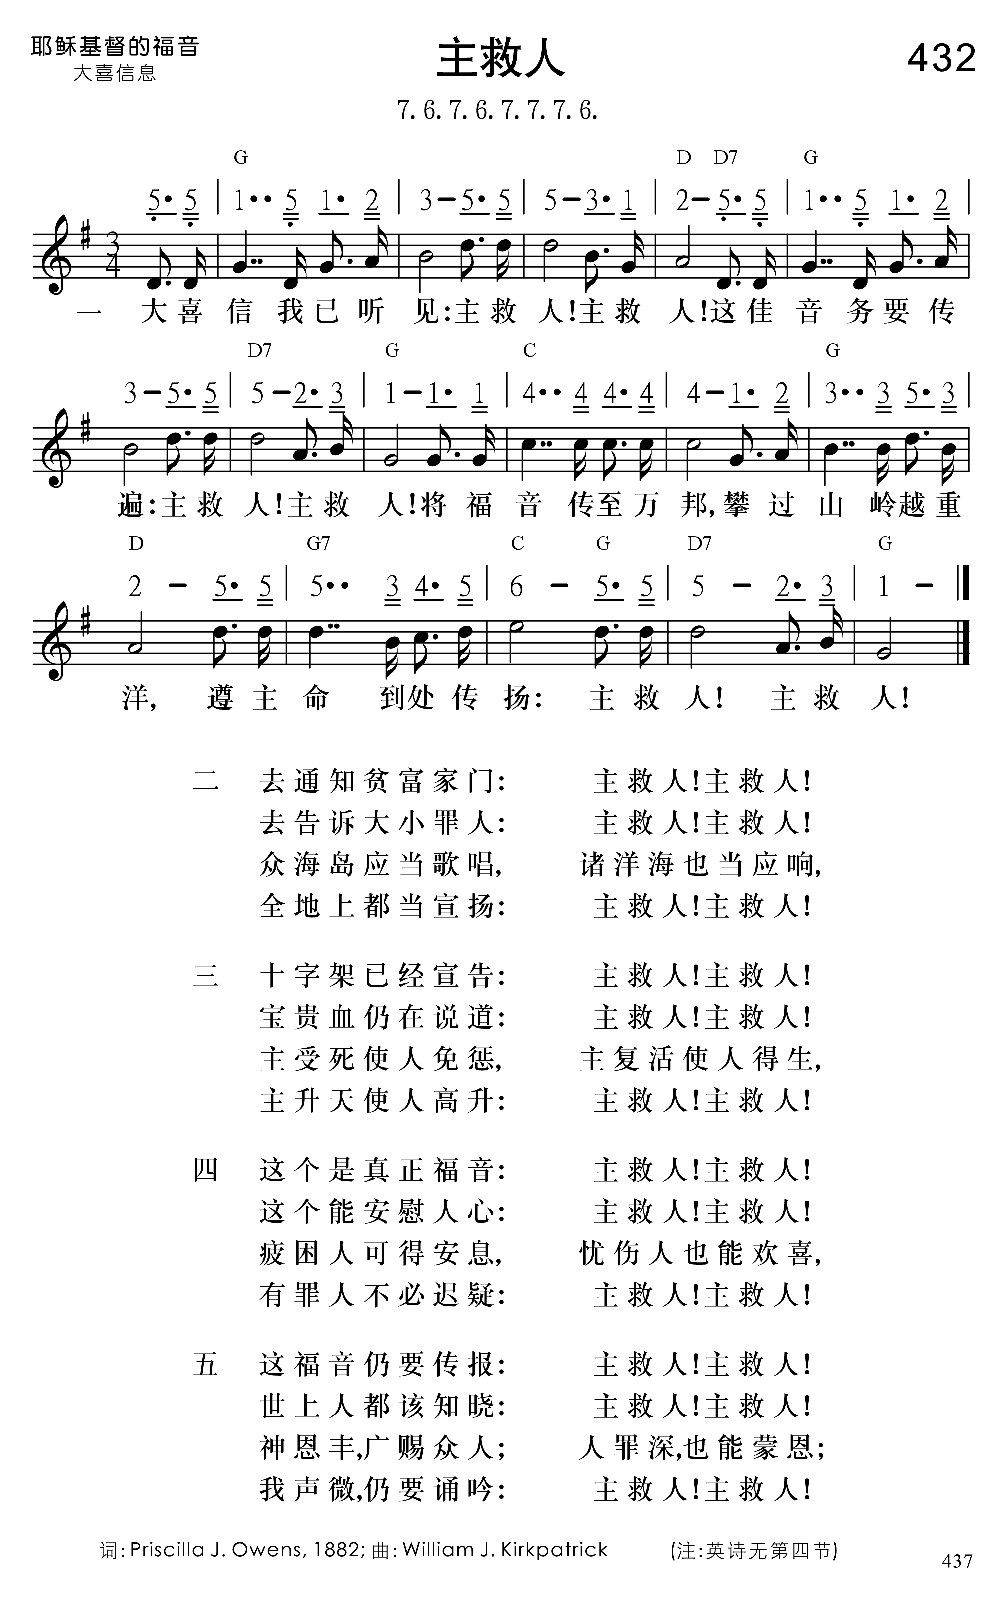 耶稣基督的福音
大喜信息
主救人
432
7. 6. 7. 6. 7. 7. 7. 6.
G D D7 G
5· 5 | 1·· 5 1· 2 | 3 – 5· 5 | 5 – 3· 1 | 2 – 5· 5 | 1·· 5 1· 2 |
3/4
一 大喜信我已听见:主救人!主救人!这佳音务要传
D7 G C G
3 – 5· 5 | 5 – 2· 3 | 1 – 1· 1 | 4·· 4 4· 4 | 4 – 1· 2 | 3·· 3 5· 3 |
遍:主救人!主救人!将福音传至万邦,攀过山岭越重
D G7 C G D7 G
2 – 5· 5 | 5·· 3 4· 5 | 6 – 5· 5 | 5 – 2· 3 | 1 – ‖
洋, 遵主命到处传扬: 主救人! 主救人!
二 去通知贫富家门: 主救人!主救人!
去告诉大小罪人: 主救人!主救人!
众海岛应当歌唱, 诸洋海也当应响,
全地上都当宣扬: 主救人!主救人!
三 十字架已经宣告: 主救人!主救人!
宝贵血仍在说道: 主救人!主救人!
主受死使人免惩, 主复活使人得生,
主升天使人高升: 主救人!主救人!
四 这个是真正福音: 主救人!主救人!
这个能安慰人心: 主救人!主救人!
疲困人可得安息, 忧伤人也能欢喜,
有罪人不必迟疑: 主救人!主救人!
五 这福音仍要传报: 主救人!主救人!
世上人都该知晓: 主救人!主救人!
神恩丰,广赐众人; 人罪深,也能蒙恩;
我声微,仍要诵吟: 主救人!主救人!
词: Priscilla J. Owens, 1882; 曲: William J. Kirkpatrick (注:英诗无第四节)
437